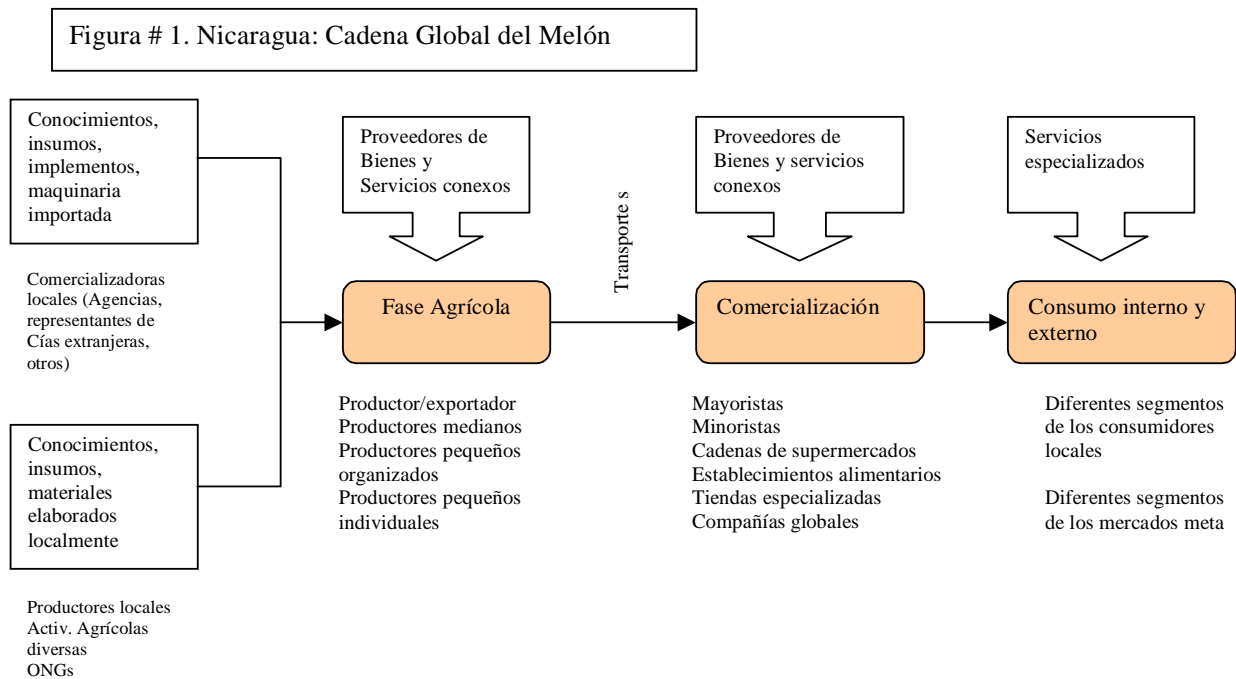 Figura # 1. Nicaragua: Cadena Global del Melón
Conocimientos,
insumos,
implementos,
maquinaria
importada
Comercializadoras
locales (Agencias,
representantes de
Cías extranjeras,
otros)
Conocimientos,
insumos,
materiales
elaborados
localmente
Productores locales
Activ. Agrícolas
diversas
ONGs
Proveedores de
Bienes y
Servicios conexos
Fase Agrícola
Productor/exportador
Productores medianos
Productores pequeños
organizados
Productores pequeños
individuales
Transporte s
Proveedores de
Bienes y servicios
conexos
Comercialización
Mayoristas
Minoristas
Cadenas de supermercados
Establecimientos alimentarios
Tiendas especializadas
Compañías globales
Servicios
especializados
Consumo interno y
externo
Diferentes segmentos
de los consumidores
locales
Diferentes segmentos
de los mercados meta